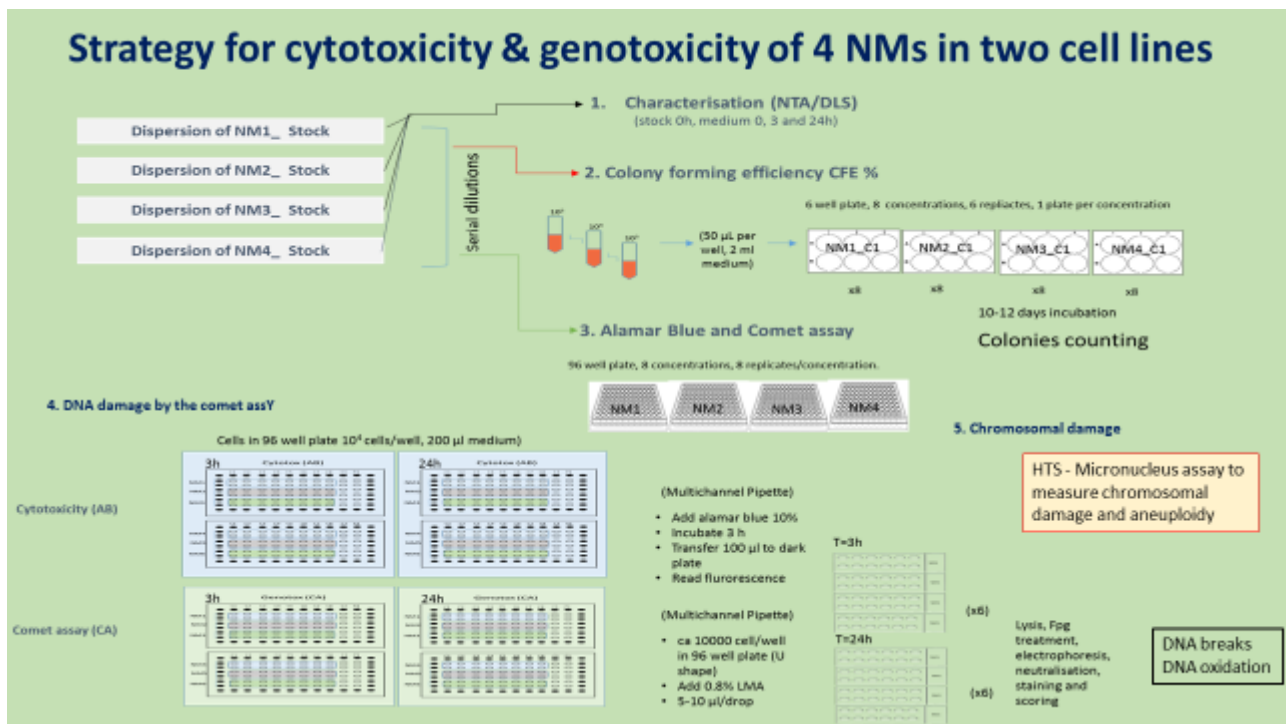 Strategy for cytotoxicity & genotoxicity of 4 NMs in two cell lines
1. Characterisation (NTA/DLS)
(stock 0h, medium 0, 3 and 24h)
Dispersion of NM1_ Stock
Dispersion of NM2_ Stock
Dispersion of NM3_ Stock
Dispersion of NM4_ Stock
Serial dilutions
2. Colony forming efficiency CFE %
6 well plate, 8 concentrations, 6 repliactes, 1 plate per concentration
(50 µL per
well, 2 ml
medium)
NM1_C1
NM2_C1
NM3_C1
NM4_C1
x8
x8
x8
x8
10-12 days incubation
Colonies counting
3. Alamar Blue and Comet assay
96 well plate, 8 concentrations, 8 replicates/concentration.
NM1
NM2
NM3
NM4
4. DNA damage by the comet assY
Cells in 96 well plate 10⁴ cells/well, 200 µl medium)
3h
Cytotox (AB)
24h
Cytotox (AB)
Cytotoxicity (AB)
3h
Genotox (CA)
24h
Genotox (CA)
Comet assay (CA)
(Multichannel Pipette)
• Add alamar blue 10%
• Incubate 3 h
• Transfer 100 µl to dark
plate
• Read flurorescence
(Multichannel Pipette)
• ca 10000 cell/well
in 96 well plate (U
shape)
• Add 0.8% LMA
• 5-10 µl/drop
T=3h
(x6)
T=24h
(x6)
Lysis, Fpg
treatment,
electrophoresis,
neutralisation,
staining and
scoring
5. Chromosomal damage
HTS - Micronucleus assay to
measure chromosomal
damage and aneuploidy
DNA breaks
DNA oxidation